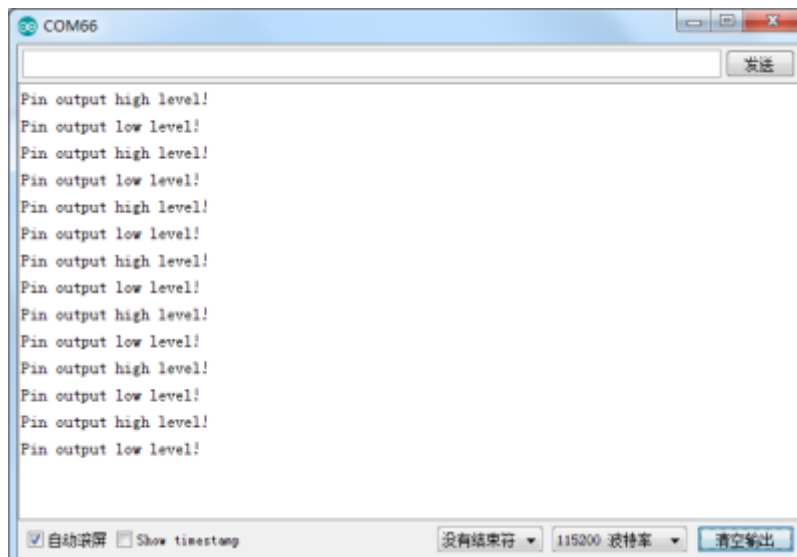 COM66
发送
Pin output high level!
Pin output low level!
Pin output high level!
Pin output low level!
Pin output high level!
Pin output low level!
Pin output high level!
Pin output low level!
Pin output high level!
Pin output low level!
Pin output high level!
Pin output low level!
Pin output high level!
Pin output low level!
自动滚屏 Show timestamp 没有结束符 115200 波特率 清空输出